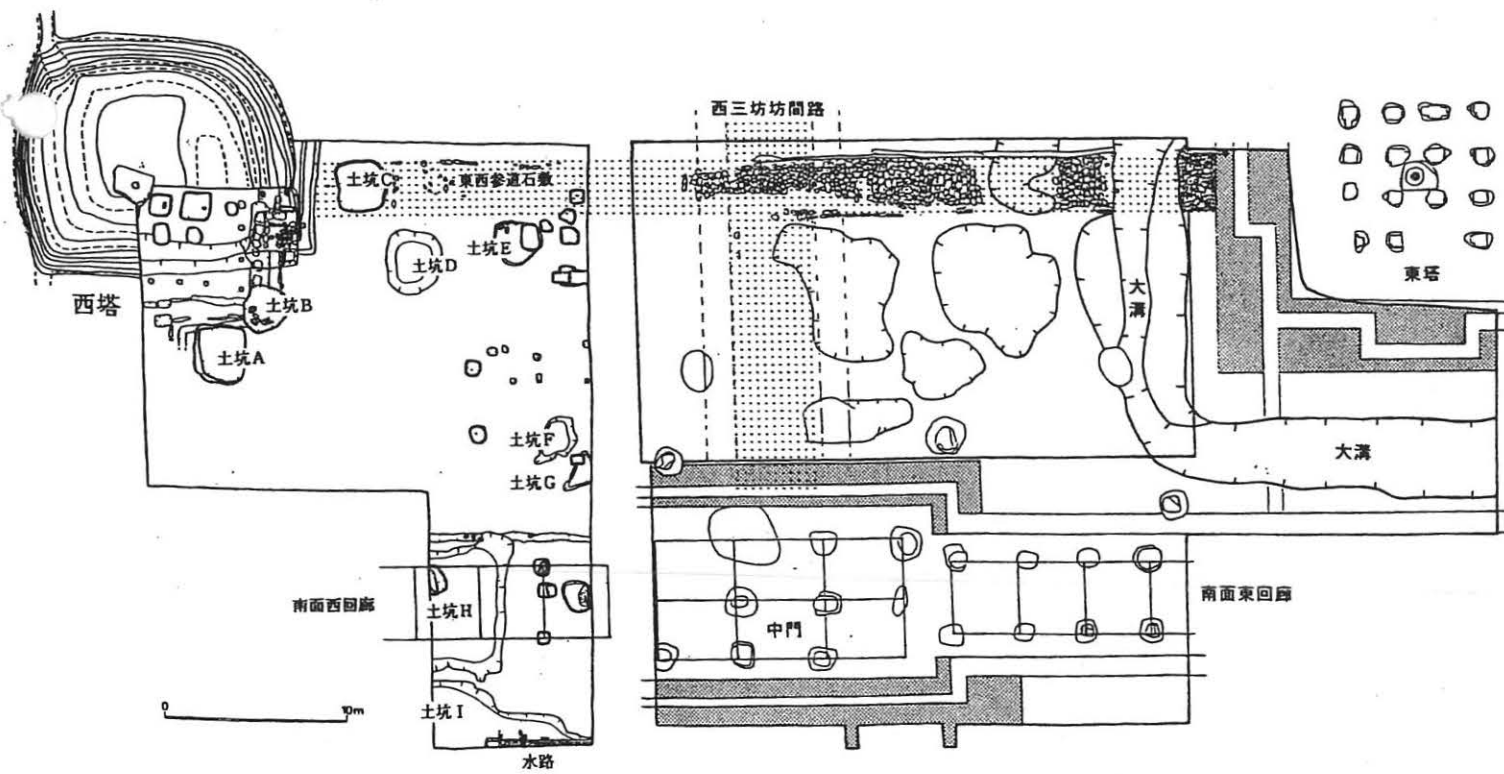 西三坊坊間路
土坑C
東西参道石敷
土坑E
土坑D
西塔
土坑B
土坑A
大溝
東塔
土坑F
土坑G
大溝
南面西回廊
土坑H
中門
南面東回廊
0 10m
土坑I
水路